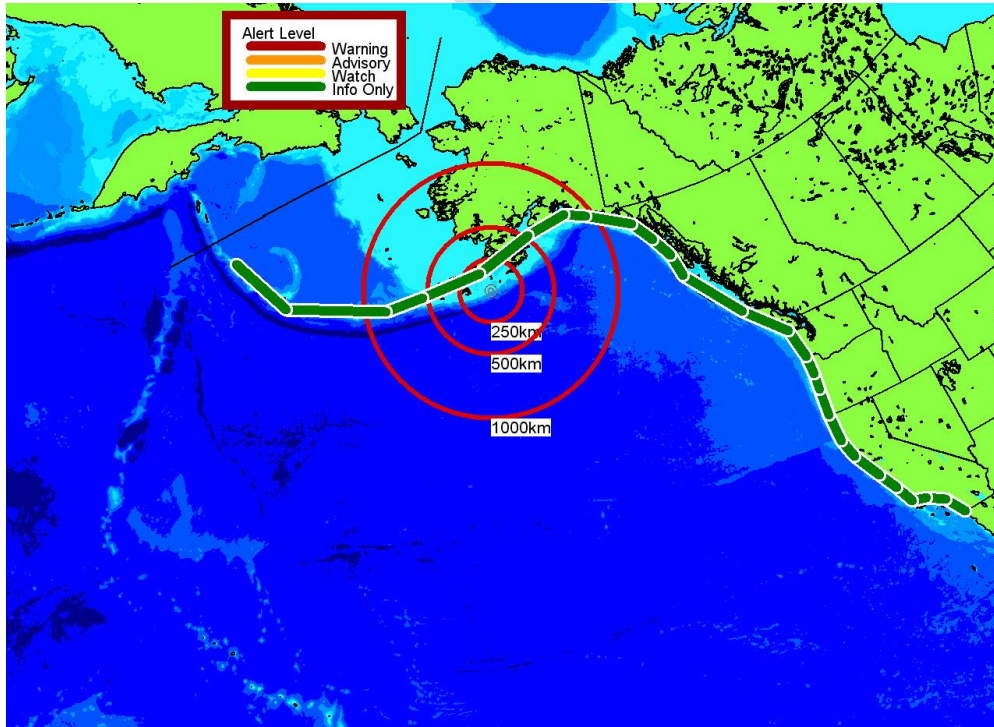 Alert Level
Warning
Advisory
Watch
Info Only
250km
500km
1000km